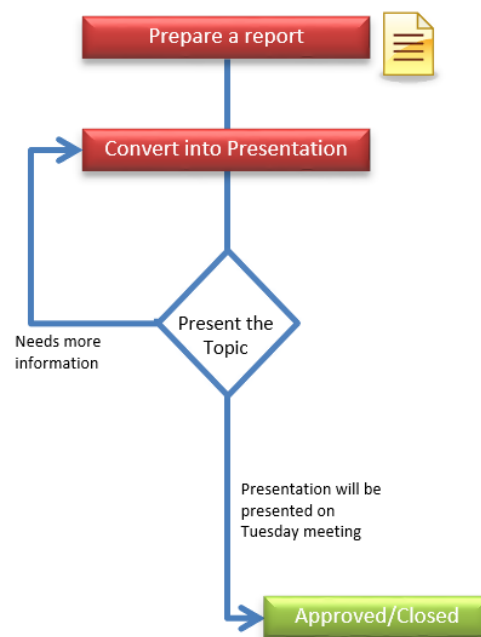 Prepare a report
Convert into Presentation
Present the
Topic
Needs more
information
Presentation will be
presented on
Tuesday meeting
Approved/Closed